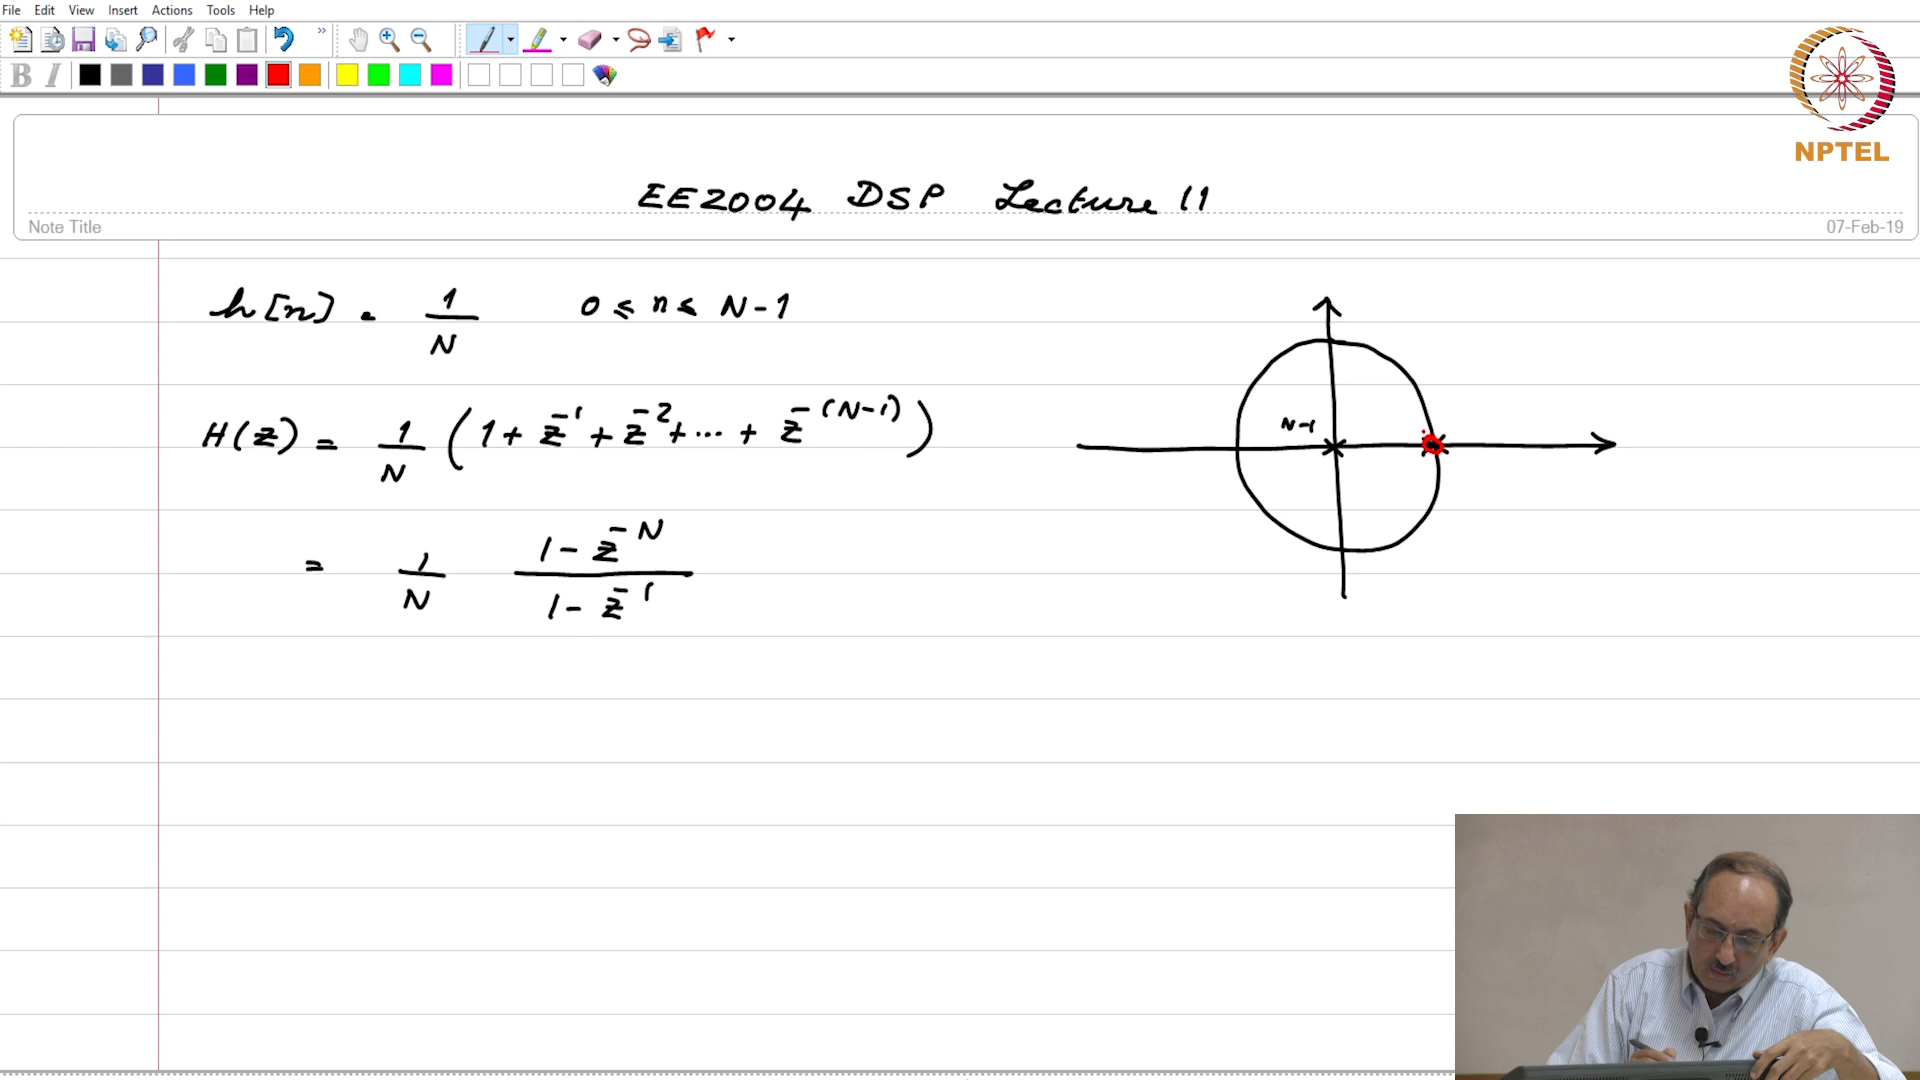 File Edit View Insert Actions Tools Help
B I
NPTEL
EE2004 DSP Lecture 11
Note Title
07-Feb-19
h[n] = 1/N 0 ≤ n ≤ N-1
H(z) = 1/N (1 + z^-1 + z^-2 + ... + z^-(N-1))
= 1/N (1 - z^-N)/(1 - z^-1)
N-1